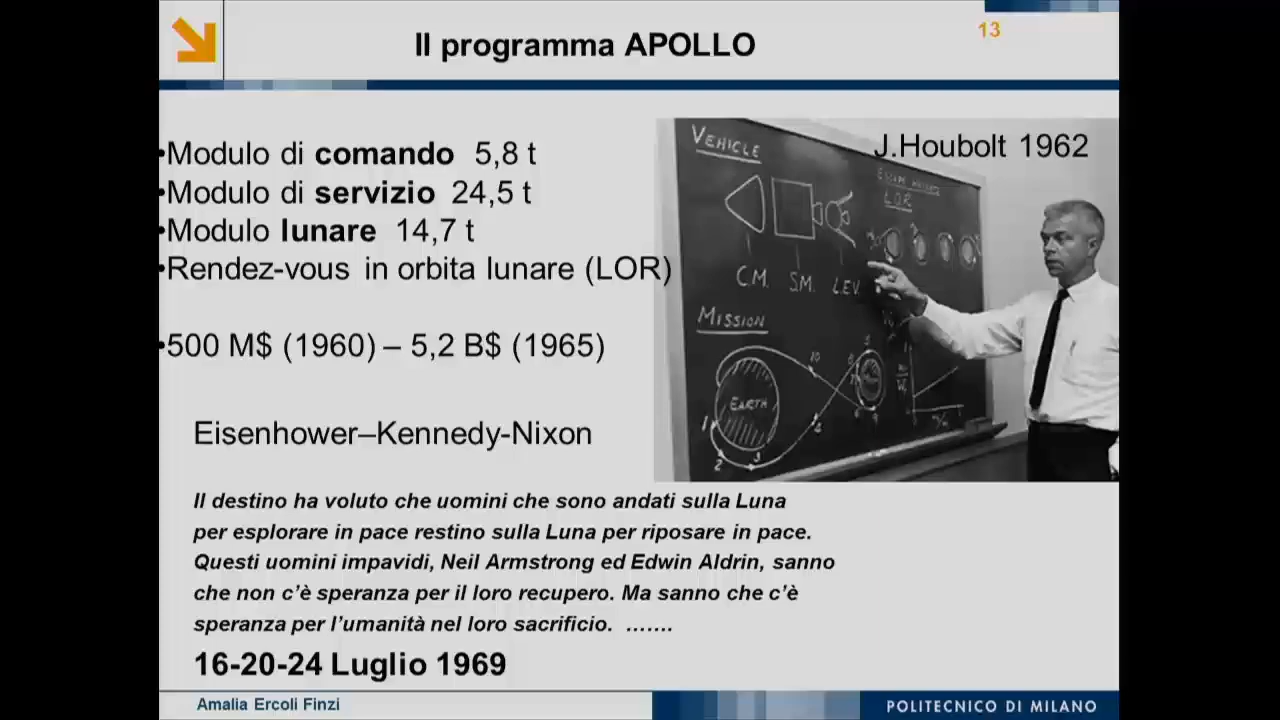 Il programma APOLLO
13
•Modulo di comando 5,8 t
•Modulo di servizio 24,5 t
•Modulo lunare 14,7 t
•Rendez-vous in orbita lunare (LOR)
•500 M$ (1960) – 5,2 B$ (1965)
Eisenhower–Kennedy-Nixon
J.Houbolt 1962
VEHICLE
L.O.R.
C.M. S.M. L.E.V.
MISSION
EARTH
10
1
2
3
4
Il destino ha voluto che uomini che sono andati sulla Luna
per esplorare in pace restino sulla Luna per riposare in pace.
Questi uomini impavidi, Neil Armstrong ed Edwin Aldrin, sanno
che non c’è speranza per il loro recupero. Ma sanno che c’è
speranza per l’umanità nel loro sacrificio. …….
16-20-24 Luglio 1969
Amalia Ercoli Finzi
POLITECNICO DI MILANO